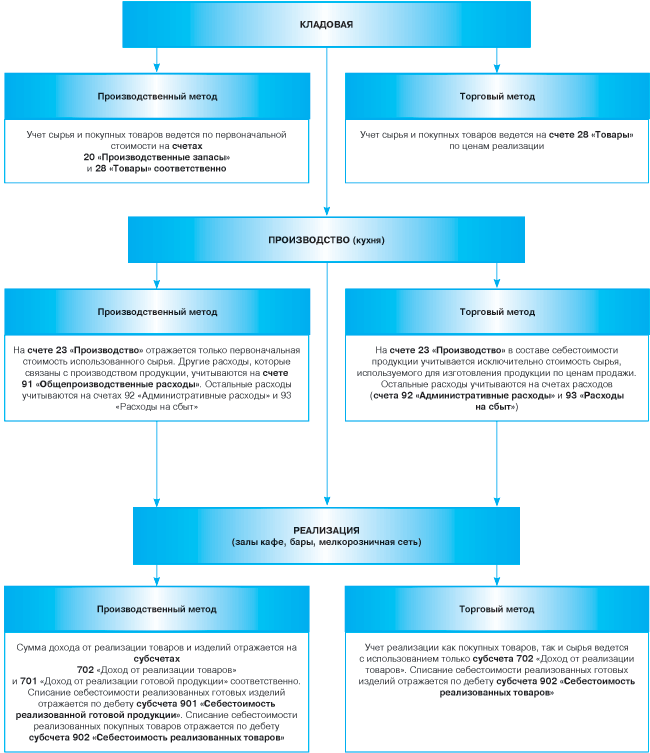 КЛАДОВАЯ
Производственный метод
Учет сырья и покупных товаров ведется по первоначальной
стоимости на счетах
20 «Производственные запасы»
и 28 «Товары» соответственно
Торговый метод
Учет сырья и покупных товаров ведется на счете 28 «Товары»
по ценам реализации
ПРОИЗВОДСТВО (кухня)
Производственный метод
На счете 23 «Производство» отражается только первоначальная
стоимость использованного сырья. Другие расходы, которые
связаны с производством продукции, учитываются на счете
91 «Общепроизводственные расходы». Остальные расходы
учитываются на счетах 92 «Административные расходы» и 93
«Расходы на сбыт»
Торговый метод
На счете 23 «Производство» в составе себестоимости
продукции учитывается исключительно стоимость сырья,
используемого для изготовления продукции по ценам продажи.
Остальные расходы учитываются на счетах расходов
(счета 92 «Административные расходы» и 93 «Расходы
на сбыт»)
РЕАЛИЗАЦИЯ
(залы кафе, бары, мелкорозничная сеть)
Производственный метод
Сумма дохода от реализации товаров и изделий отражается на
субсчетах
702 «Доход от реализации товаров»
и 701 «Доход от реализации готовой продукции» соответственно.
Списание себестоимости реализованных готовых изделий
отражается по дебету субсчета 901 «Себестоимость
реализованной готовой продукции». Списание себестоимости
реализованных покупных товаров отражается по дебету
субсчета 902 «Себестоимость реализованных товаров»
Торговый метод
Учет реализации как покупных товаров, так и сырья ведется
с использованием только субсчета 702 «Доход от реализации
товаров». Списание себестоимости реализованных готовых
изделий отражается по дебету субсчета 902 «Себестоимость
реализованных товаров»